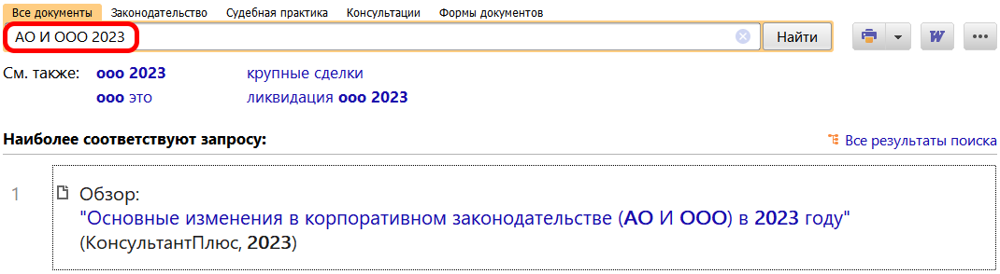 Все документы Законодательство Судебная практика Консультации Формы документов
АО И ООО 2023 Найти W
См. также: ооо 2023 крупные сделки
ооо это ликвидация ооо 2023
Наиболее соответствуют запросу: Все результаты поиска
1 Обзор:
"Основные изменения в корпоративном законодательстве (АО И ООО) в 2023 году"
(КонсультантПлюс, 2023)